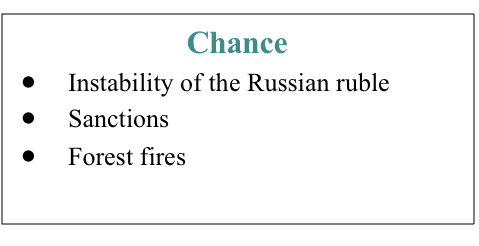 Chance
● Instability of the Russian ruble
● Sanctions
● Forest fires